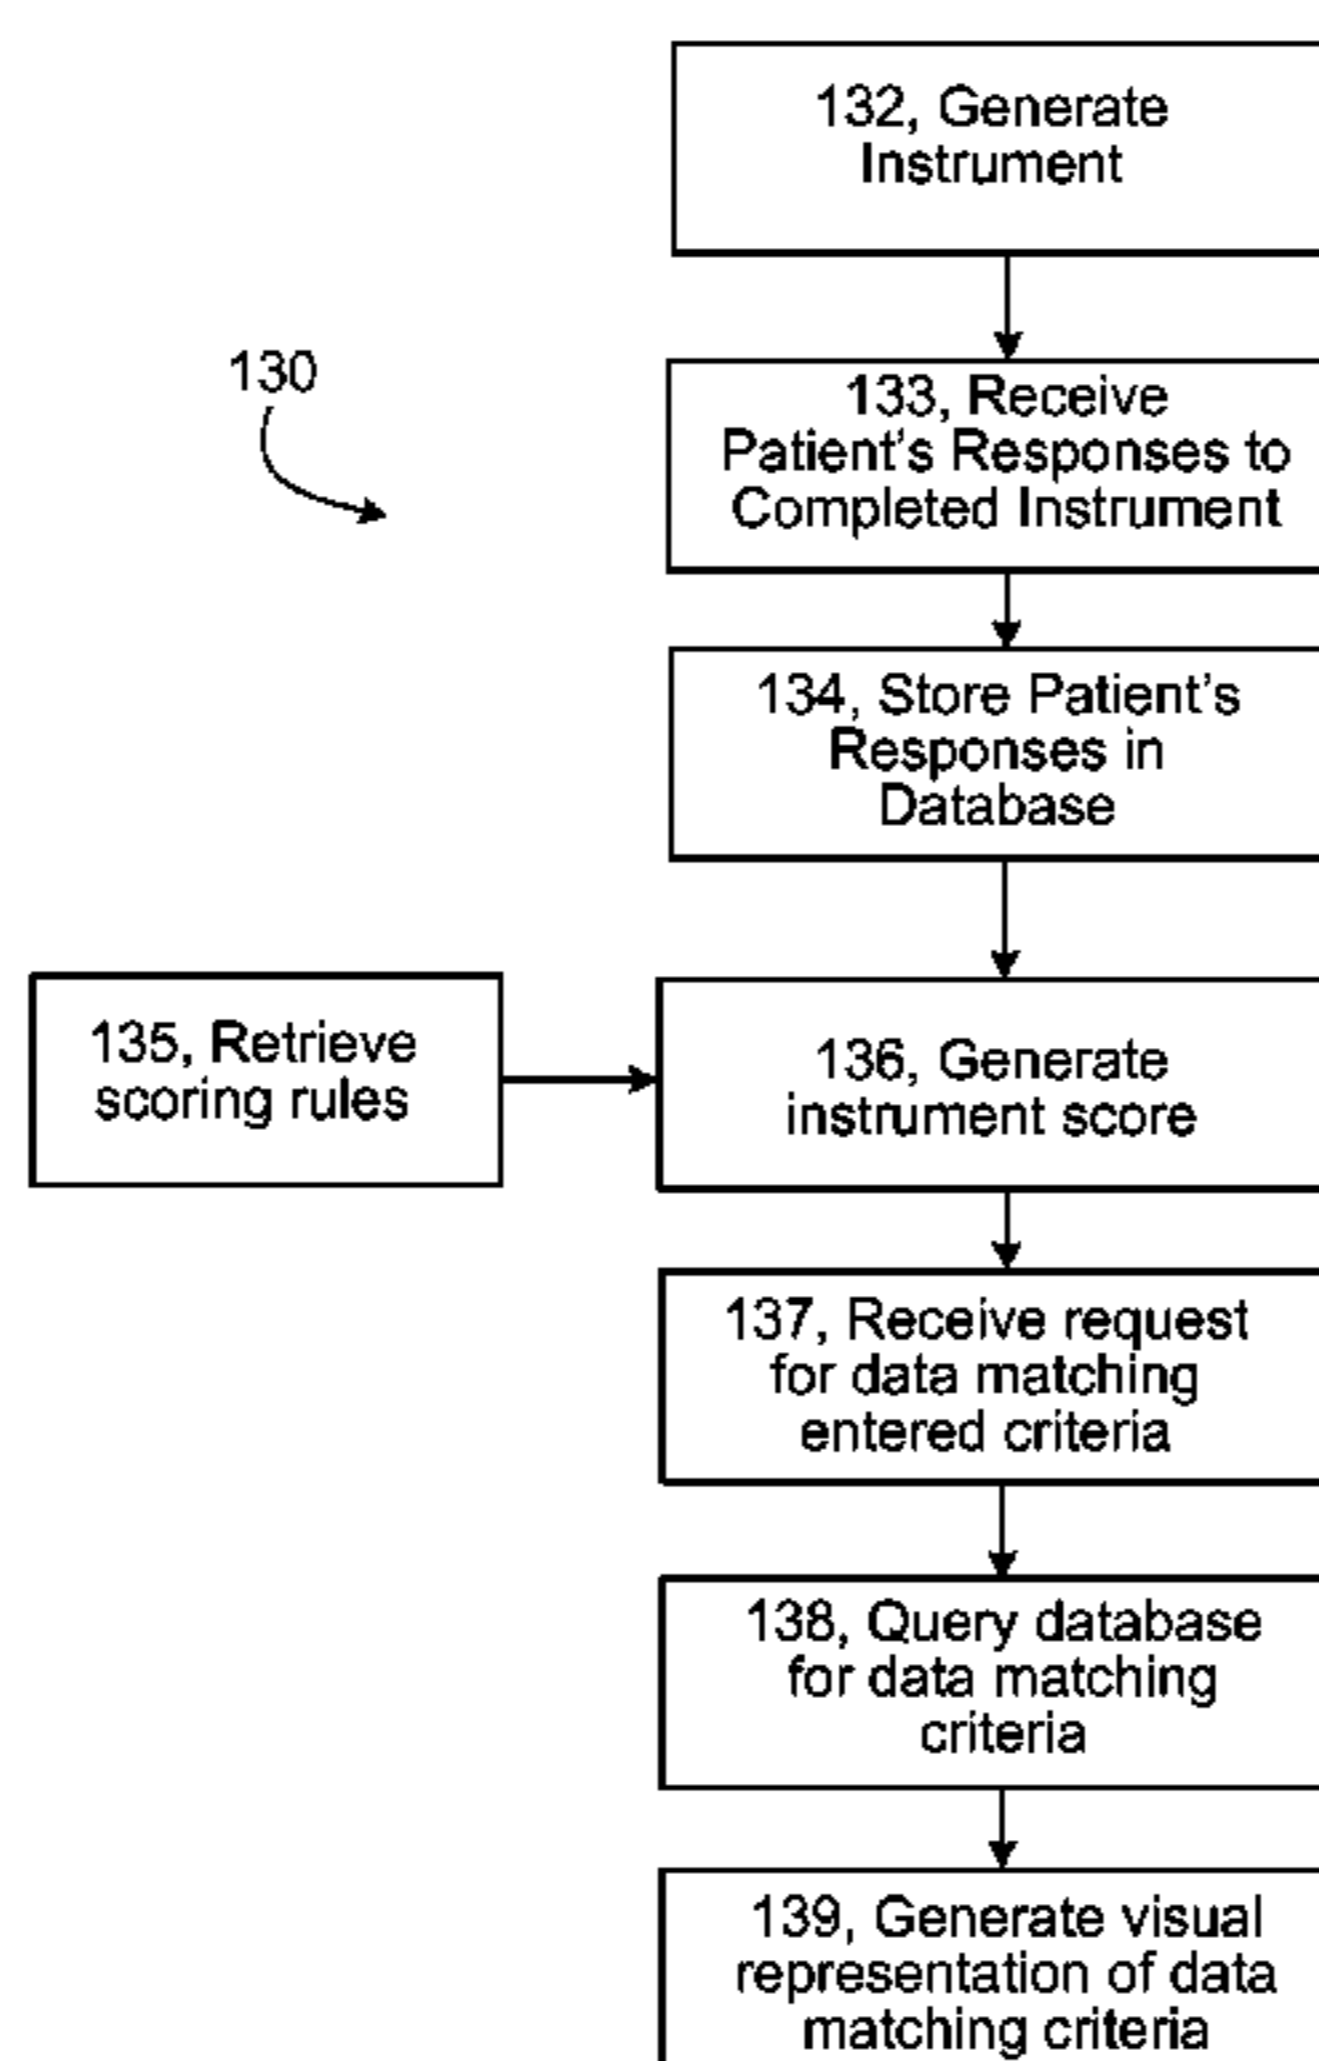 132, Generate
Instrument
130
133, Receive
Patient's Responses to
Completed Instrument
134, Store Patient's
Responses in
Database
135, Retrieve
scoring rules
136, Generate
instrument score
137, Receive request
for data matching
entered criteria
138, Query database
for data matching
criteria
139, Generate visual
representation of data
matching criteria